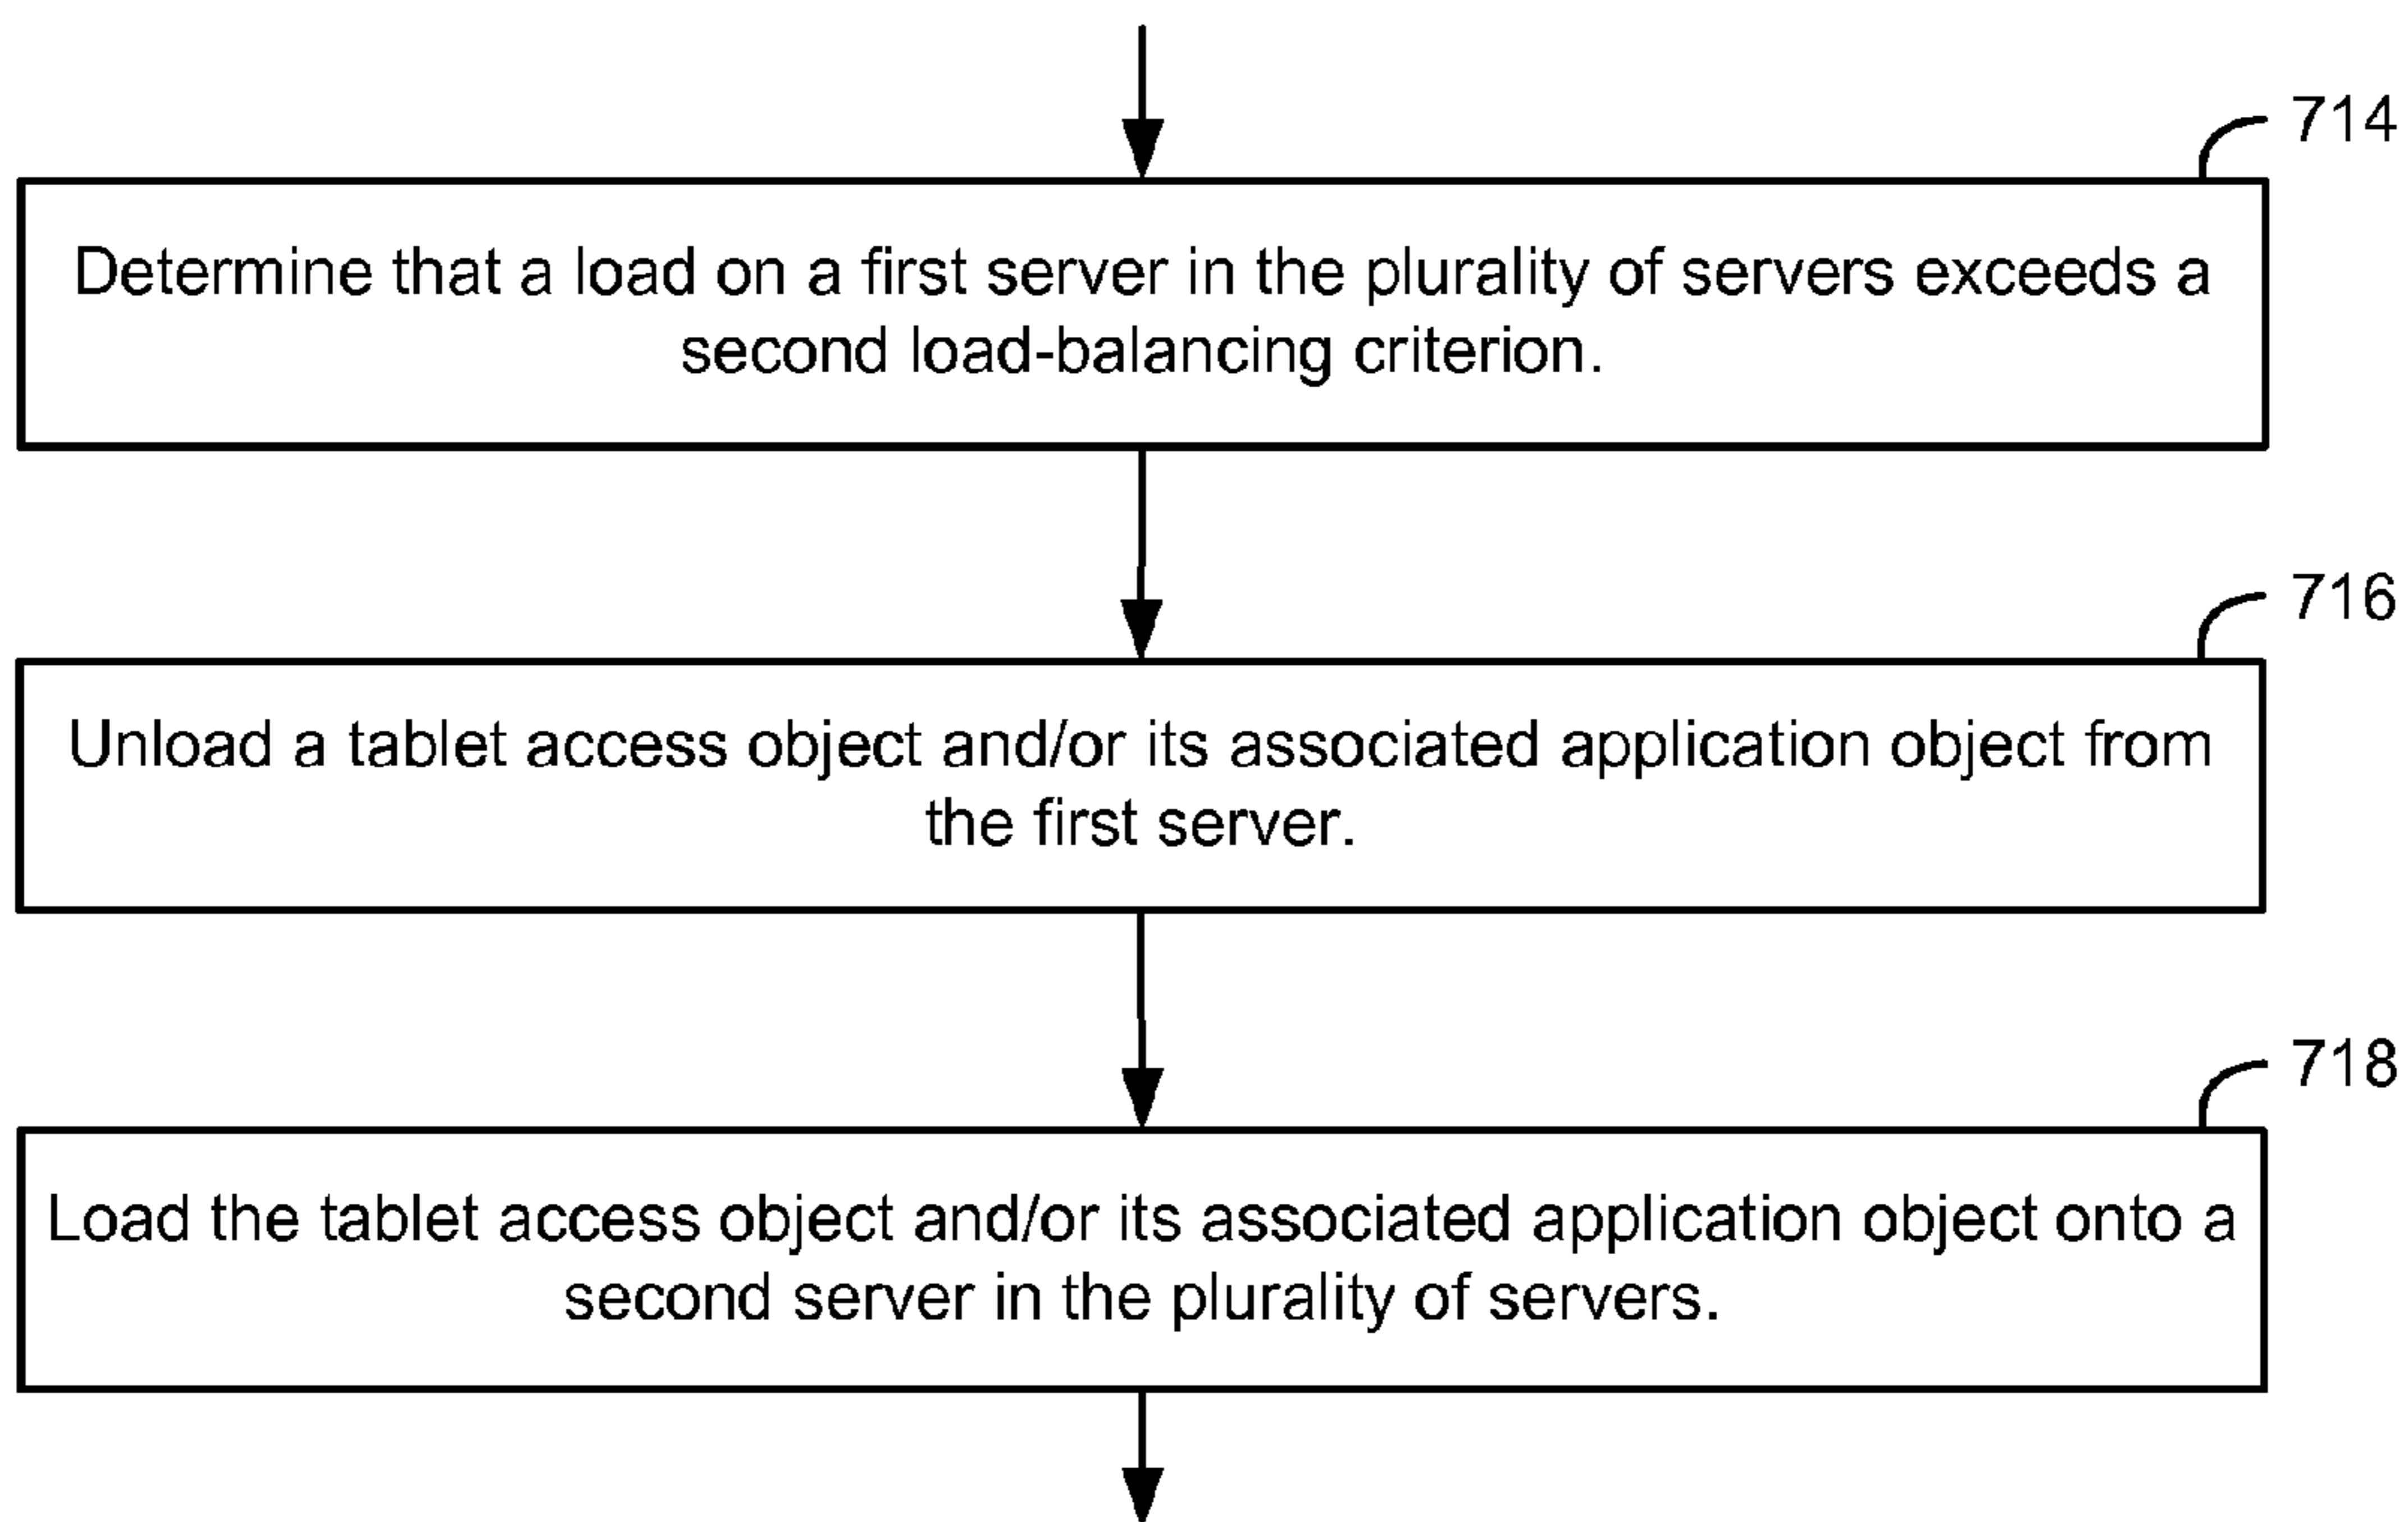 714
Determine that a load on a first server in the plurality of servers exceeds a
second load-balancing criterion.
716
Unload a tablet access object and/or its associated application object from
the first server.
718
Load the tablet access object and/or its associated application object onto a
second server in the plurality of servers.